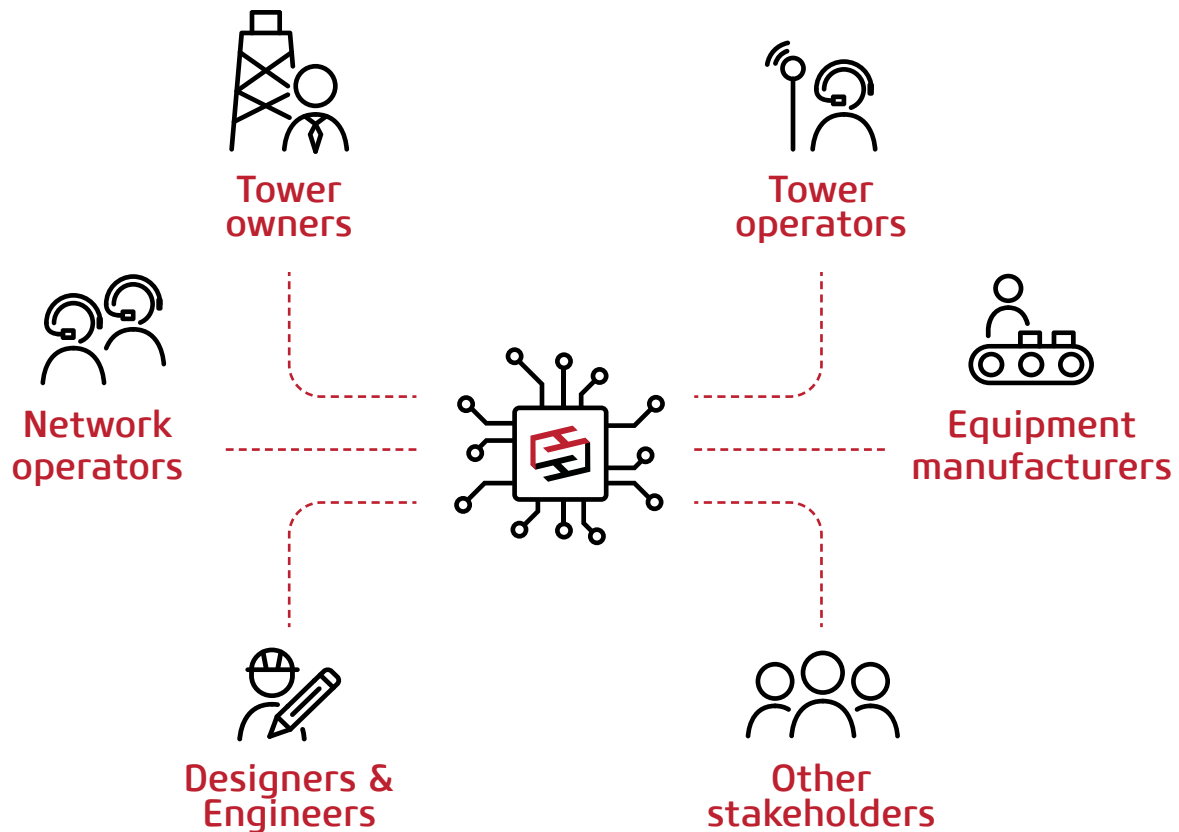 Tower
owners
Tower
operators
Network
operators
Equipment
manufacturers
Designers &
Engineers
Other
stakeholders